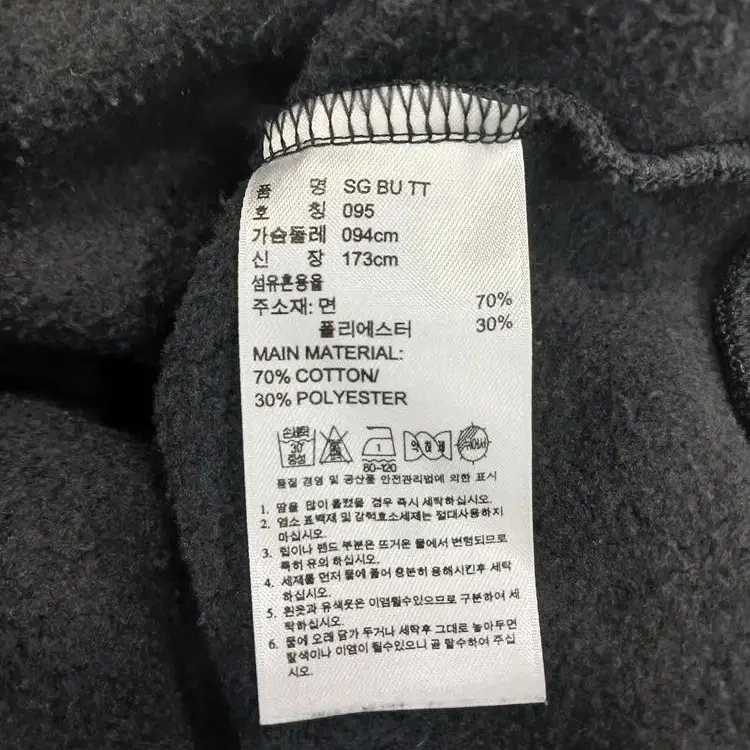 품 명 SG BU TT
호 칭 095
가슴둘레 094cm
신 장 173cm
섬유혼용율
주소재: 면 70%
폴리에스터 30%
MAIN MATERIAL:
70% COTTON/
30% POLYESTER
손세탁
30°
중성
1
80-120
약하게
품질 경영 및 공산품 안전관리법에 의한 표시
1. 땀을 많이 흘렸을 경우 즉시 세탁하십시오.
2. 염소 표백제 및 강력효소세제는 절대사용하지
마십시오.
3. 립이나 밴드 부분은 뜨거운 물에서 변형되므로
특히 유의 하십시오.
4. 세제를 먼저 물에 풀어 충분히 용해시킨후 세탁
하십시오.
5. 흰옷과 유색옷은 이염될수있으므로 구분하여 세
탁하십시오.
6. 물에 오래 담가 두거나 세탁후 그대로 놓아두면
탈색이나 이염이 될수있으니 곧 탈수하여 주십
시오.